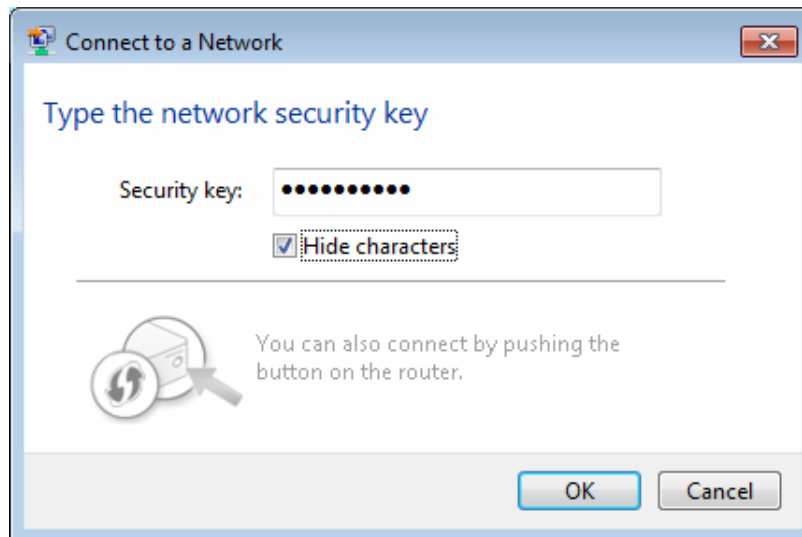 Connect to a Network
Type the network security key
Security key: ●●●●●●●●●●
Hide characters
You can also connect by pushing the
button on the router.
OK Cancel